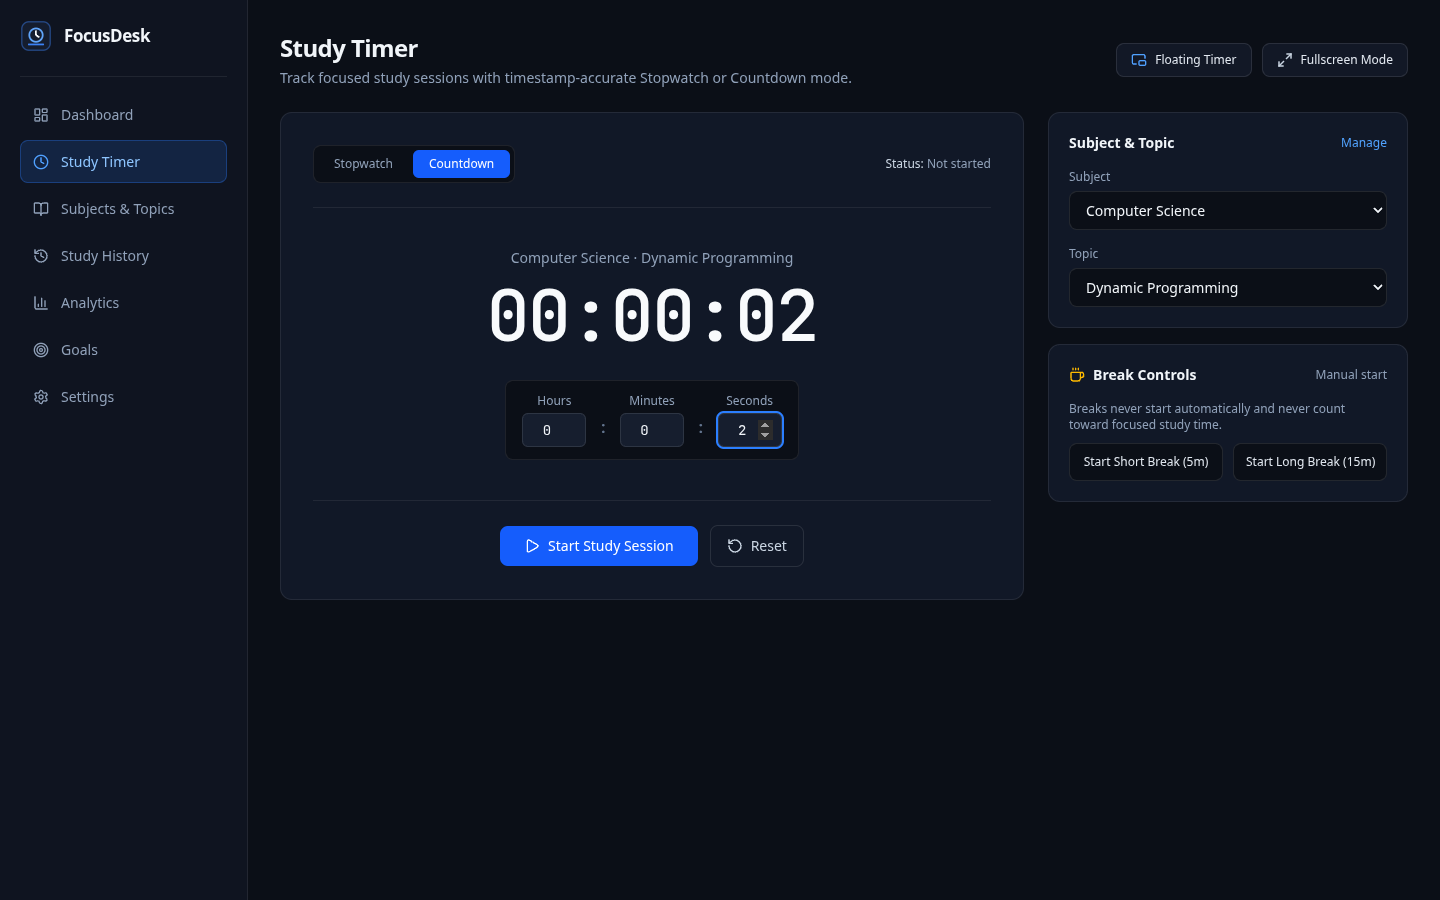 FocusDesk
Dashboard
Study Timer
Subjects & Topics
Study History
Analytics
Goals
Settings
Study Timer
Track focused study sessions with timestamp-accurate Stopwatch or Countdown mode.
Floating Timer
Fullscreen Mode
Stopwatch
Countdown
Status: Not started
Computer Science · Dynamic Programming
00:00:02
Hours
Minutes
Seconds
0 : 0 : 2
Start Study Session
Reset
Subject & Topic
Manage
Subject
Computer Science
Topic
Dynamic Programming
Break Controls
Manual start
Breaks never start automatically and never count
toward focused study time.
Start Short Break (5m)
Start Long Break (15m)